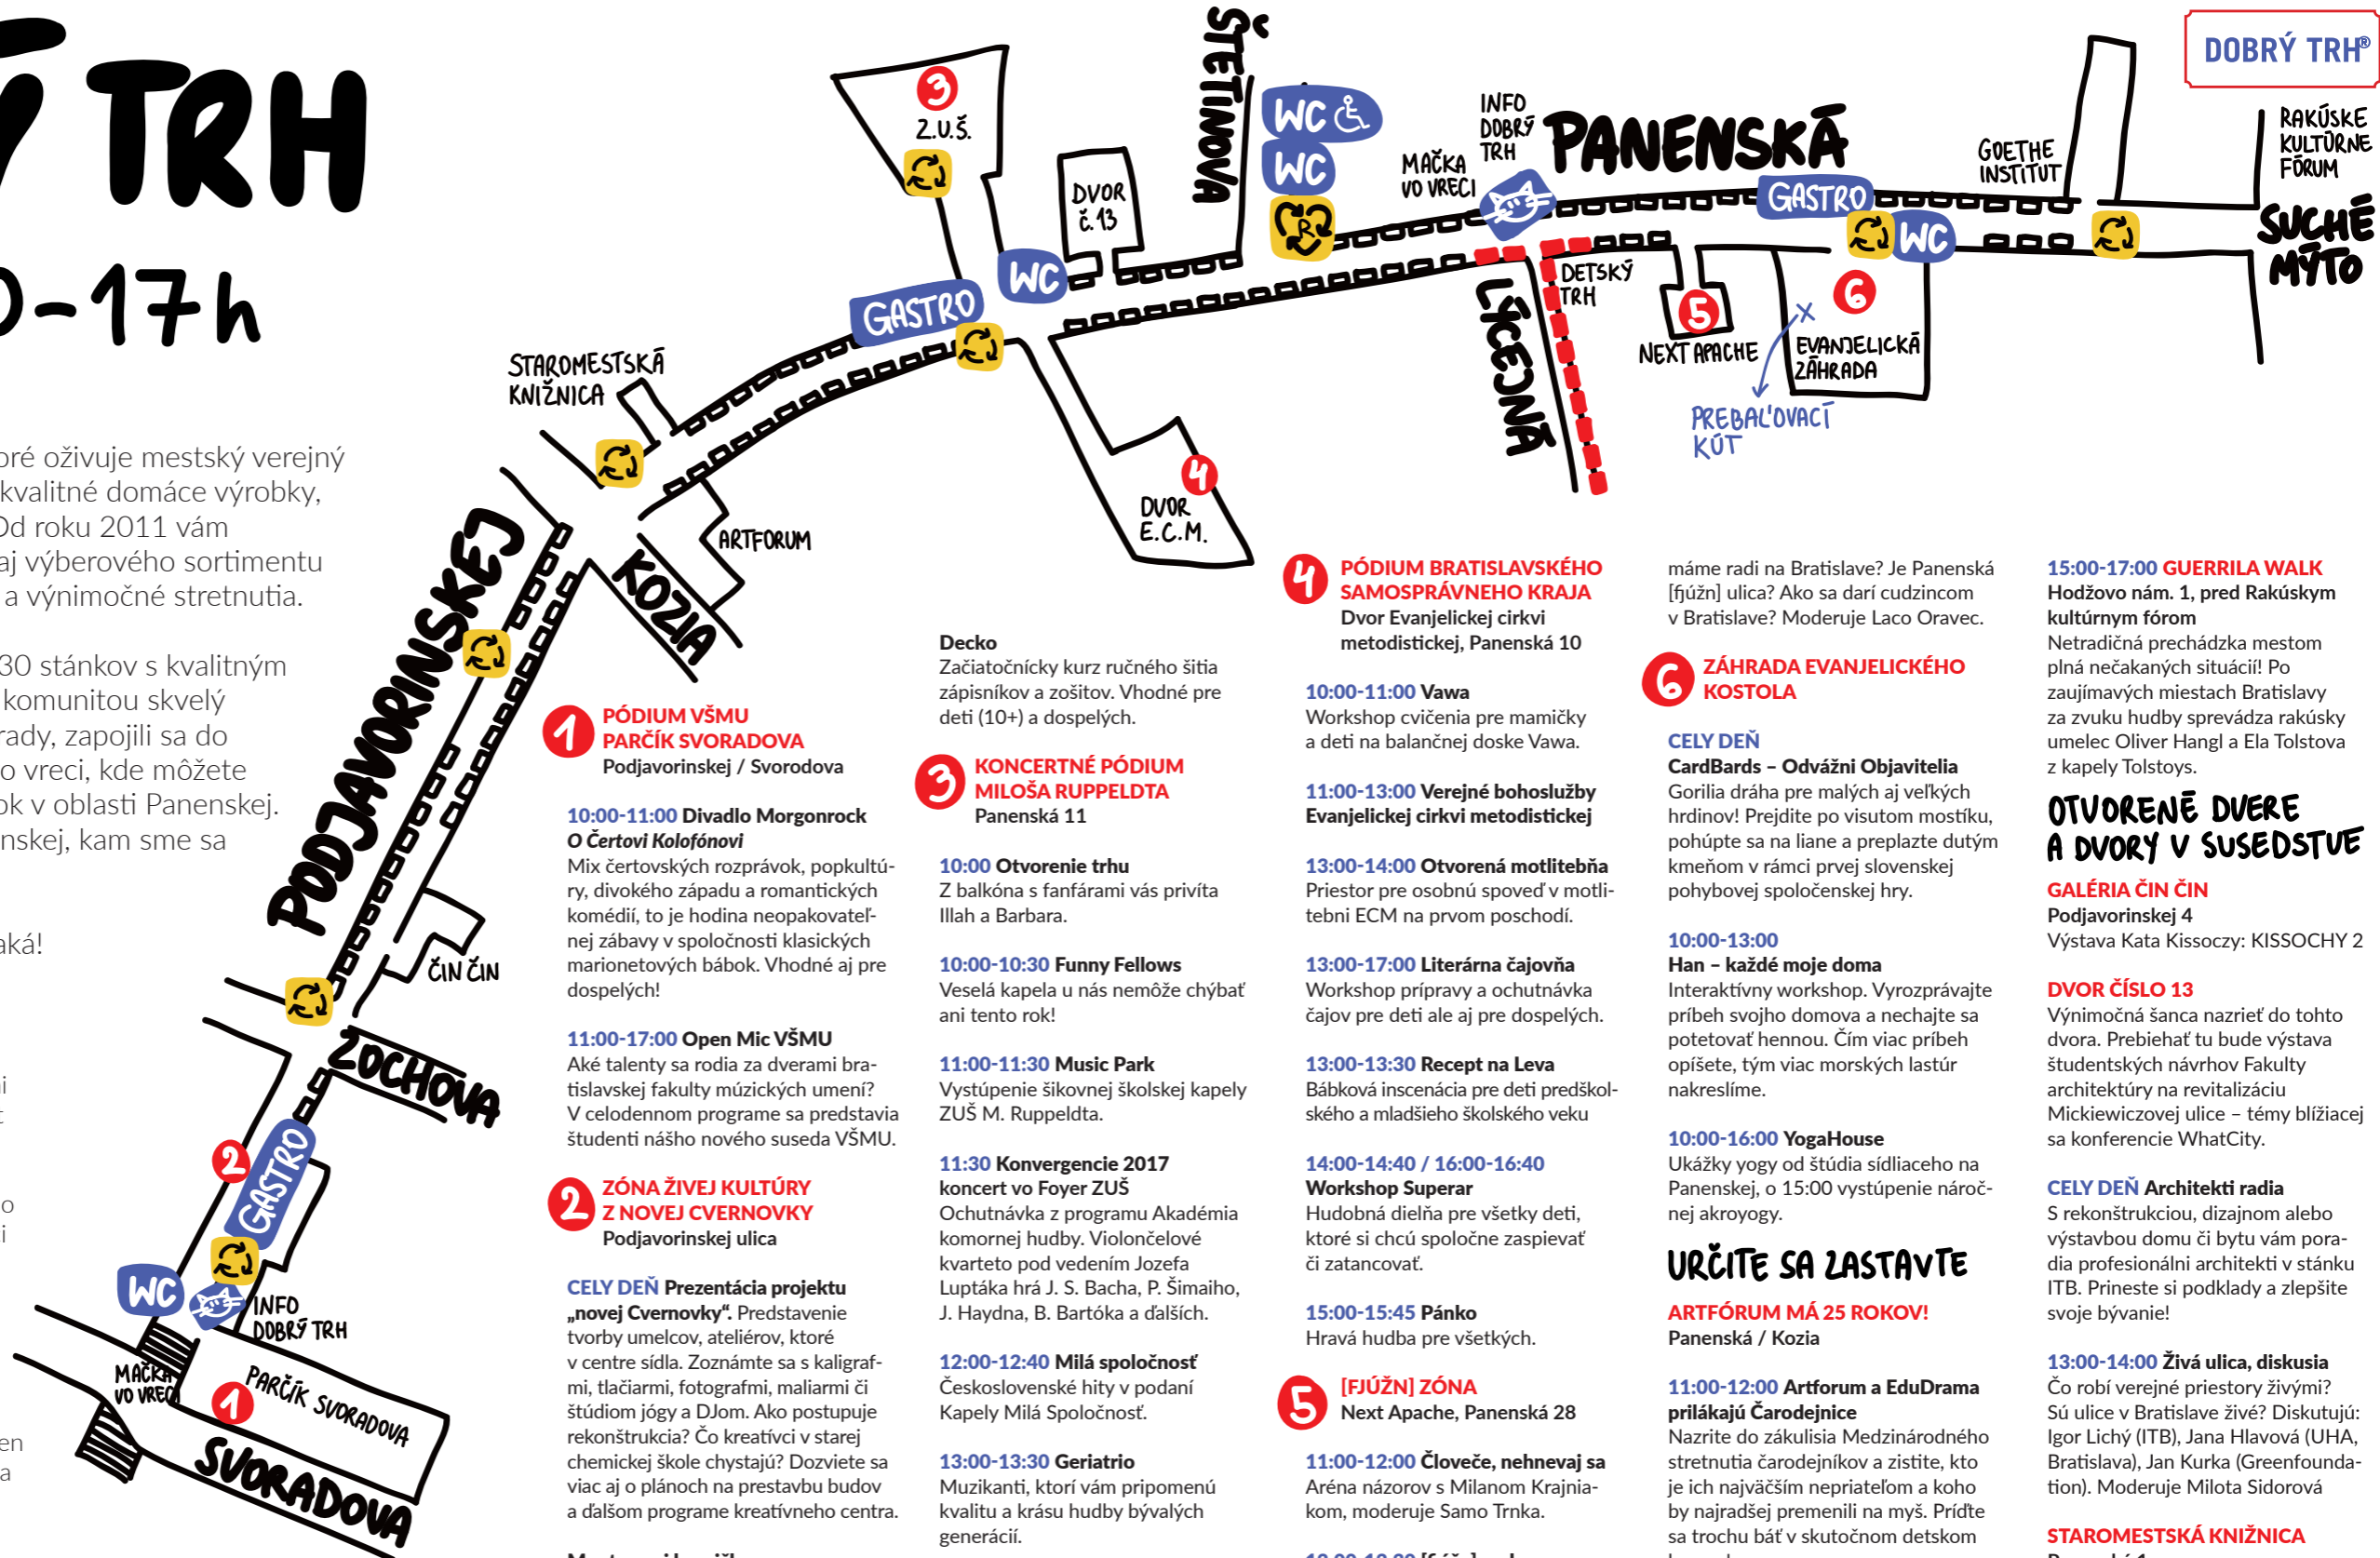 Ý TRH
0-17h
DOBRÝ TRH®
3
Z.U.Š.
DVOR
č. 13
ŠTETINOVA
WC
WC
R
MAČKA
VO VRECI
INFO
DOBRÝ
TRH
PANENSKÁ
GASTRO
WC
GOETHE
INSTITUT
RAKÚSKE
KULTÚRNE
FÓRUM
SUCHÉ
MÝTO
WC
GASTRO
LÝCEJNÁ
DETSKÝ
TRH
5
NEXT APACHE
6
EVANJELICKÁ
ZÁHRADA
PREBAĽOVACÍ
KÚT
STAROMESTSKÁ
KNIŽNICA
ARTFORUM
4
DVOR
E.C.M.
KOZIA
PODJAVORINSKEJ
ČIN ČIN
ZOCHOVA
2
GASTRO
WC
INFO
DOBRÝ TRH
MAČKA
VO VRECI
1
PARČÍK SVORADOVA
SVORADOVA
oré oživuje mestský verejný
kvalitné domáce výrobky,
Od roku 2011 vám
aj výberového sortimentu
a výnimočné stretnutia.
30 stánkov s kvalitným
komunitou skvelý
rady, zapojili sa do
o vreci, kde môžete
ok v oblasti Panenskej.
nskej, kam sme sa
aká!
o
i
en
a
1 PÓDIUM VŠMU
PARČÍK SVORADOVA
Podjavorinskej / Svorodova
10:00-11:00 Divadlo Morgonrock
O Čertovi Kolofónovi
Mix čertovských rozprávok, popkultú-
ry, divokého západu a romantických
komédií, to je hodina neopakovateľ-
nej zábavy v spoločnosti klasických
marionetových bábok. Vhodné aj pre
dospelých!
11:00-17:00 Open Mic VŠMU
Aké talenty sa rodia za dverami bra-
tislavskej fakulty múzických umení?
V celodennom programe sa predstavia
študenti nášho nového suseda VŠMU.
2 ZÓNA ŽIVEJ KULTÚRY
Z NOVEJ CVERNOVKY
Podjavorinskej ulica
CELY DEŇ Prezentácia projektu
„novej Cvernovky“. Predstavenie
tvorby umelcov, ateliérov, ktoré
v centre sídla. Zoznámte sa s kaligraf-
mi, tlačiarmi, fotografmi, maliarmi či
štúdiom jógy a DJom. Ako postupuje
rekonštrukcia? Čo kreatívci v starej
chemickej škole chystajú? Dozviete sa
viac aj o plánoch na prestavbu budov
a ďalšom programe kreatívneho centra.
Decko
Začiatočnícky kurz ručného šitia
zápisníkov a zošitov. Vhodné pre
deti (10+) a dospelých.
3 KONCERTNÉ PÓDIUM
MILOŠA RUPPELDTA
Panenská 11
10:00 Otvorenie trhu
Z balkóna s fanfárami vás privíta
Illah a Barbara.
10:00-10:30 Funny Fellows
Veselá kapela u nás nemôže chýbať
ani tento rok!
11:00-11:30 Music Park
Vystúpenie šikovnej školskej kapely
ZUŠ M. Ruppeldta.
11:30 Konvergencie 2017
koncert vo Foyer ZUŠ
Ochutnávka z programu Akadémia
komornej hudby. Violončelové
kvarteto pod vedením Jozefa
Luptáka hrá J. S. Bacha, P. Šimaiho,
J. Haydna, B. Bartóka a ďalších.
12:00-12:40 Milá spoločnosť
Československé hity v podaní
Kapely Milá Spoločnosť.
13:00-13:30 Geriatrio
Muzikanti, ktorí vám pripomenú
kvalitu a krásu hudby bývalých
generácií.
4 PÓDIUM BRATISLAVSKÉHO
SAMOSPRÁVNEHO KRAJA
Dvor Evanjelickej cirkvi
metodistickej, Panenská 10
10:00-11:00 Vawa
Workshop cvičenia pre mamičky
a deti na balančnej doske Vawa.
11:00-13:00 Verejné bohoslužby
Evanjelickej cirkvi metodistickej
13:00-14:00 Otvorená motlitebňa
Priestor pre osobnú spoveď v motli-
tebni ECM na prvom poschodí.
13:00-17:00 Literárna čajovňa
Workshop prípravy a ochutnávka
čajov pre deti ale aj pre dospelých.
13:00-13:30 Recept na Leva
Bábková inscenácia pre deti predškol-
ského a mladšieho školského veku
14:00-14:40 / 16:00-16:40
Workshop Superar
Hudobná dielňa pre všetky deti,
ktoré si chcú spoločne zaspievať
či zatancovať.
15:00-15:45 Pánko
Hravá hudba pre všetkých.
5 [FJÚŽN] ZÓNA
Next Apache, Panenská 28
11:00-12:00 Človeče, nehnevaj sa
Aréna názorov s Milanom Krajnia-
kom, moderuje Samo Trnka.
máme radi na Bratislave? Je Panenská
[fjúžn] ulica? Ako sa darí cudzincom
v Bratislave? Moderuje Laco Oravec.
6 ZÁHRADA EVANJELICKÉHO
KOSTOLA
CELY DEŇ
CardBards – Odvážni Objavitelia
Gorilia dráha pre malých aj veľkých
hrdinov! Prejdite po visutom mostíku,
pohúpte sa na liane a preplazte dutým
kmeňom v rámci prvej slovenskej
pohybovej spoločenskej hry.
10:00-13:00
Han – každé moje doma
Interaktívny workshop. Vyrozprávajte
príbeh svojho domova a nechajte sa
potetovať hennou. Čím viac príbeh
opíšete, tým viac morských lastúr
nakreslíme.
10:00-16:00 YogaHouse
Ukážky yogy od štúdia sídliaceho na
Panenskej, o 15:00 vystúpenie nároč-
nej akroyogy.
URČITE SA ZASTAVTE
ARTFÓRUM MÁ 25 ROKOV!
Panenská / Kozia
11:00-12:00 Artforum a EduDrama
prilákajú Čarodejnice
Nazrite do zákulisia Medzinárodného
stretnutia čarodejníkov a zistite, kto
je ich najväčším nepriateľom a koho
by najradšej premenili na myš. Príďte
sa trochu báť v skutočnom detskom
15:00-17:00 GUERRILA WALK
Hodžovo nám. 1, pred Rakúskym
kultúrnym fórom
Netradičná prechádzka mestom
plná nečakaných situácií! Po
zaujímavých miestach Bratislavy
za zvuku hudby sprevádza rakúsky
umelec Oliver Hangl a Ela Tolstova
z kapely Tolstoys.
OTVORENÉ DVERE
A DVORY V SUSEDSTVE
GALÉRIA ČIN ČIN
Podjavorinskej 4
Výstava Kata Kissoczy: KISSOCHY 2
DVOR ČÍSLO 13
Výnimočná šanca nazrieť do tohto
dvora. Prebiehať tu bude výstava
študentských návrhov Fakulty
architektúry na revitalizáciu
Mickiewiczovej ulice – témy blížiacej
sa konferencie WhatCity.
CELY DEŇ Architekti radia
S rekonštrukciou, dizajnom alebo
výstavbou domu či bytu vám pora-
dia profesionálni architekti v stánku
ITB. Prineste si podklady a zlepšite
svoje bývanie!
13:00-14:00 Živá ulica, diskusia
Čo robí verejné priestory živými?
Sú ulice v Bratislave živé? Diskutujú:
Igor Lichý (ITB), Jana Hlavová (UHA,
Bratislava), Jan Kurka (Greenfounda-
tion). Moderuje Milota Sidorová
STAROMESTSKÁ KNIŽNICA